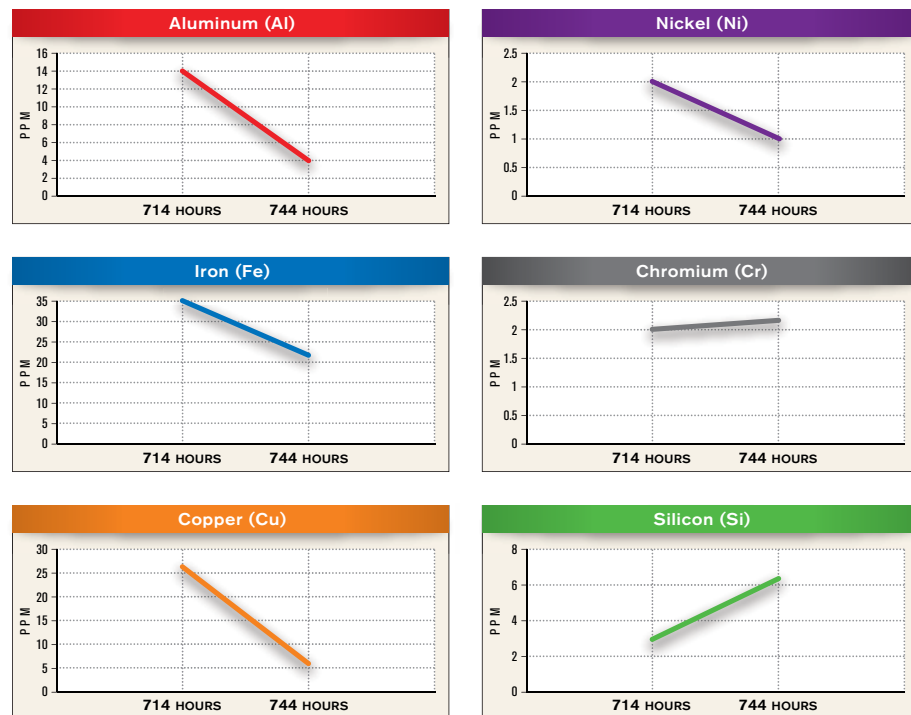 Aluminum (Al)
PPM
16
14
12
10
8
6
4
2
0
714 HOURS 744 HOURS
Nickel (Ni)
PPM
2.5
2
1.5
1
0.5
0
714 HOURS 744 HOURS
Iron (Fe)
PPM
35
30
25
20
15
10
5
0
714 HOURS 744 HOURS
Chromium (Cr)
PPM
2.5
2
1.5
1
0.5
0
714 HOURS 744 HOURS
Copper (Cu)
PPM
30
25
20
15
10
5
0
714 HOURS 744 HOURS
Silicon (Si)
PPM
8
6
4
2
0
714 HOURS 744 HOURS